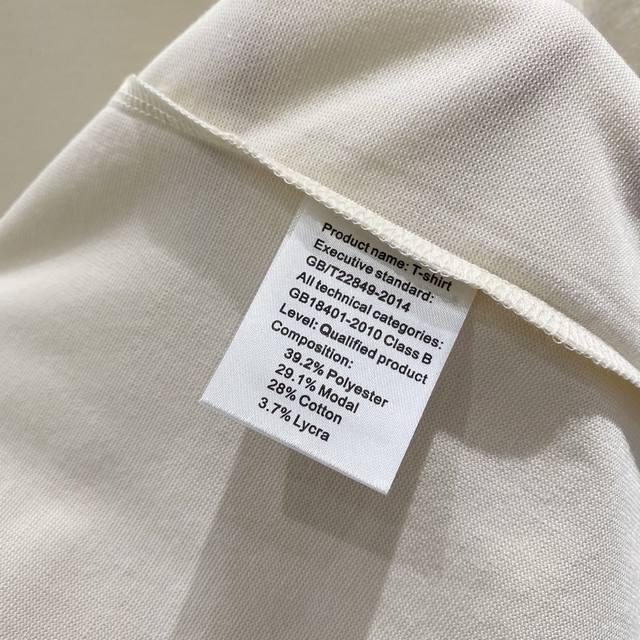 Product name: T-shirt
Executive standard:
GB/T22849-2014
All technical categories:
GB18401-2010 Class B
Level: Qualified product
Composition:
39.2% Polyester
29.1% Modal
28% Cotton
3.7% Lycra